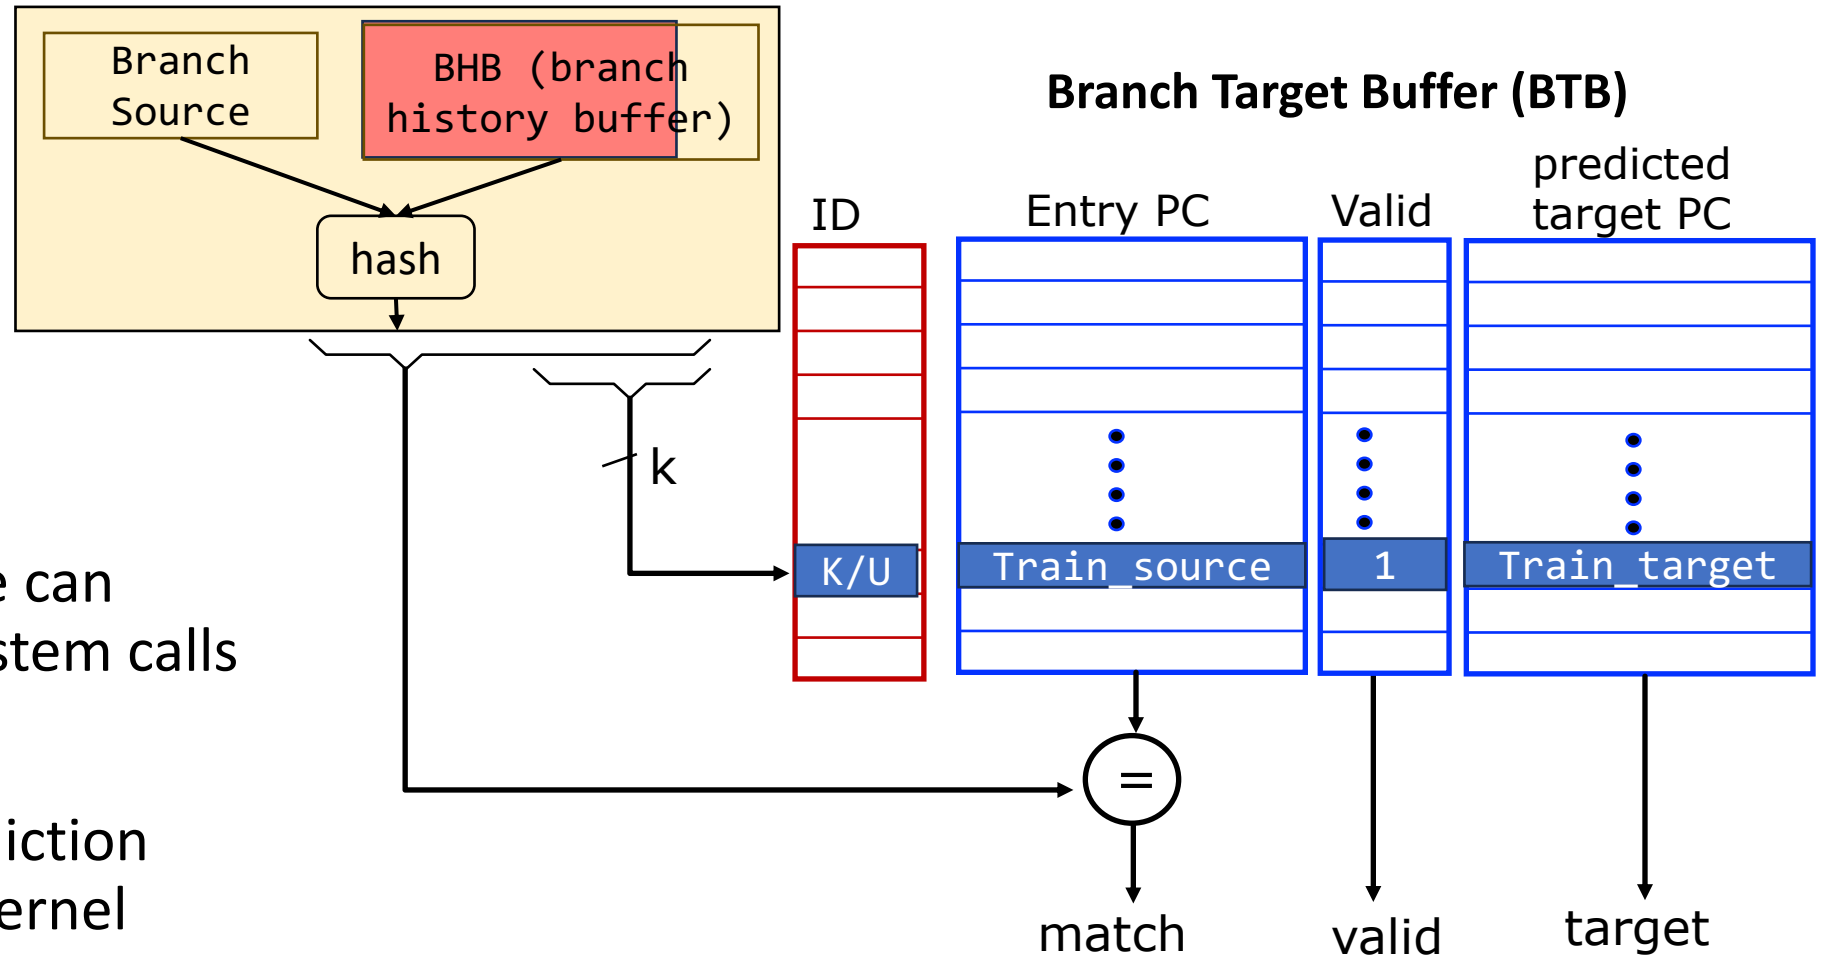 Branch
Source
BHB (branch
history buffer)
hash
Branch Target Buffer (BTB)
ID
Entry PC
Valid
predicted
target PC
k
K/U
Train_source
1
Train_target
e can
stem calls
=
iction
ernel
match
valid
target